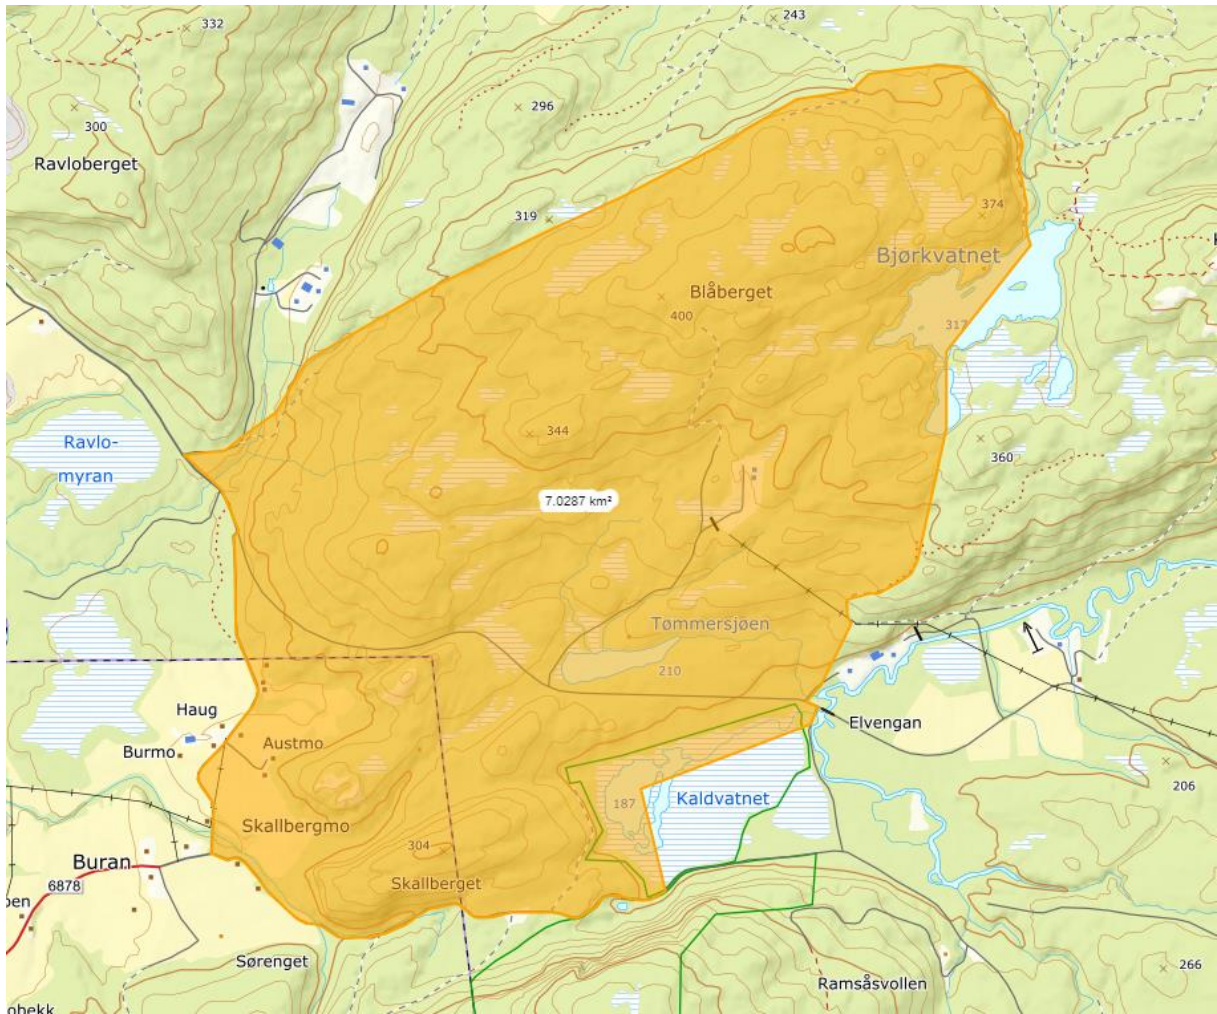 332
243
300
296
Ravloberget
319
374
Bjørkvatnet
Blåberget
400
317
Ravlo-
myran
344
360
7.0287 km²
Tømmersjøen
210
Haug
Elvengan
Burmo
Austmo
206
187
Kaldvatnet
Skallbergmo
304
Buran
6878
Skallberget
Sørenget
266
Ramsåsvollen